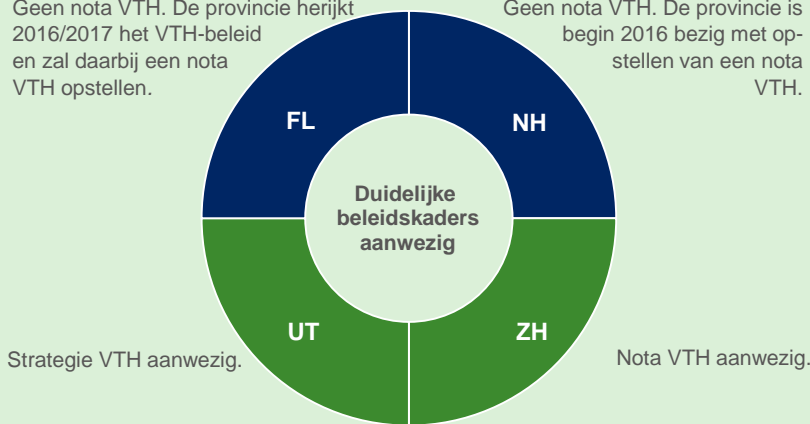 Geen nota VTH. De provincie herijkt
2016/2017 het VTH-beleid
en zal daarbij een nota
VTH opstellen.
Geen nota VTH. De provincie is
begin 2016 bezig met op-
stellen van een nota
VTH.
FL
NH
Duidelijke
beleidskaders
aanwezig
UT
ZH
Strategie VTH aanwezig.
Nota VTH aanwezig.